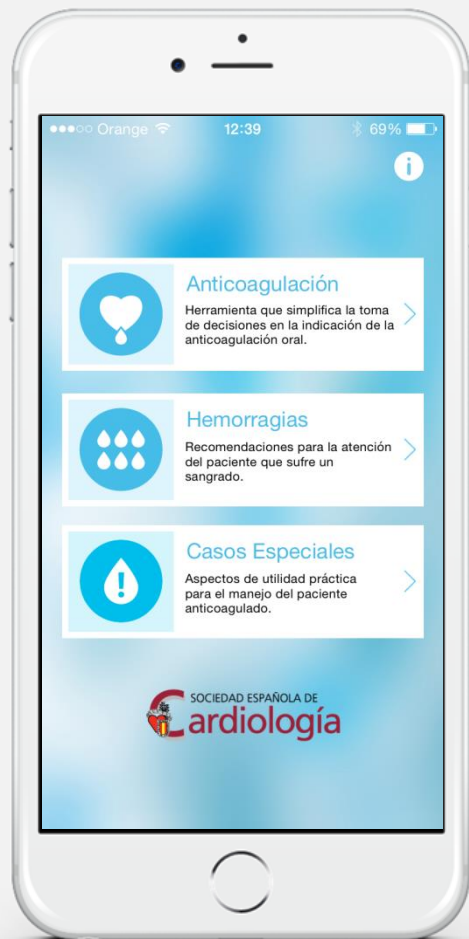 Orange 12:39 69%
i
Anticoagulación
Herramienta que simplifica la toma
de decisiones en la indicación de la
anticoagulación oral.
Hemorragias
Recomendaciones para la atención
del paciente que sufre un
sangrado.
!
Casos Especiales
Aspectos de utilidad práctica
para el manejo del paciente
anticoagulado.
SOCIEDAD ESPAÑOLA DE
Cardiología